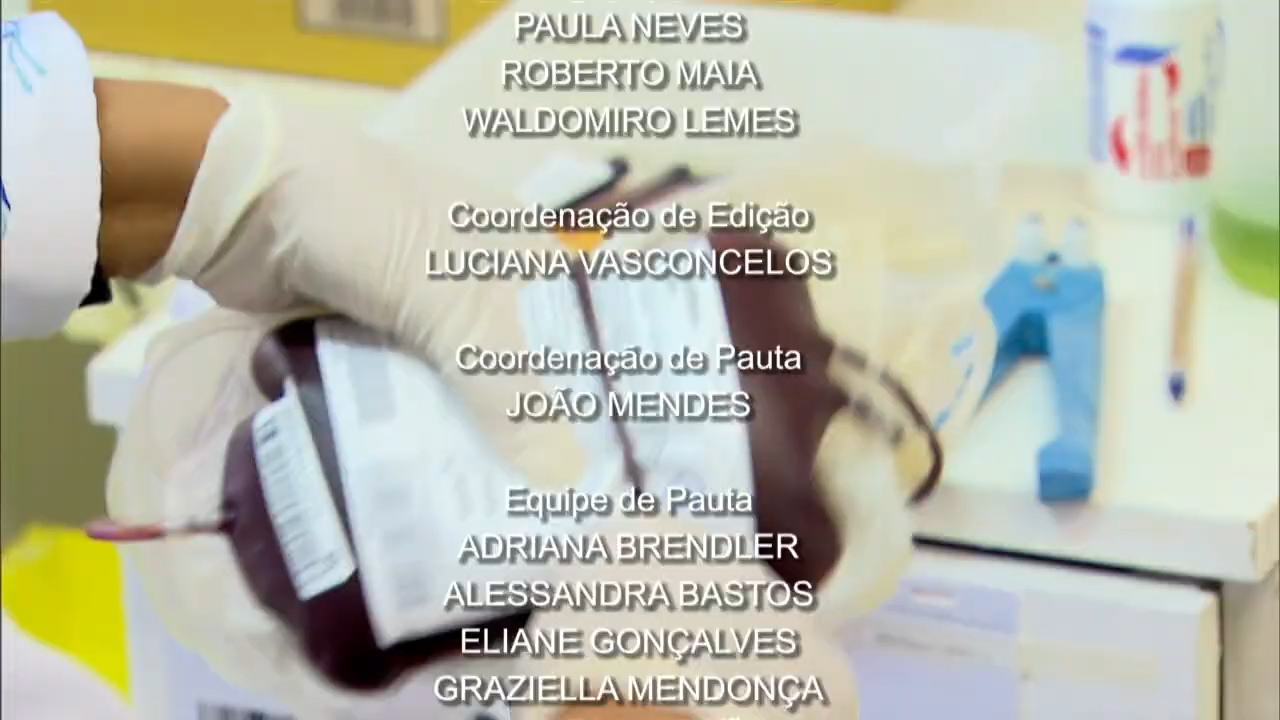 PAULA NEVES
ROBERTO MAIA
WALDOMIRO LEMES
Coordenação de Edição
LUCIANA VASCONCELOS
Coordenação de Pauta
JOÃO MENDES
Equipe de Pauta
ADRIANA BRENDLER
ALESSANDRA BASTOS
ELIANE GONÇALVES
GRAZIELLA MENDONÇA